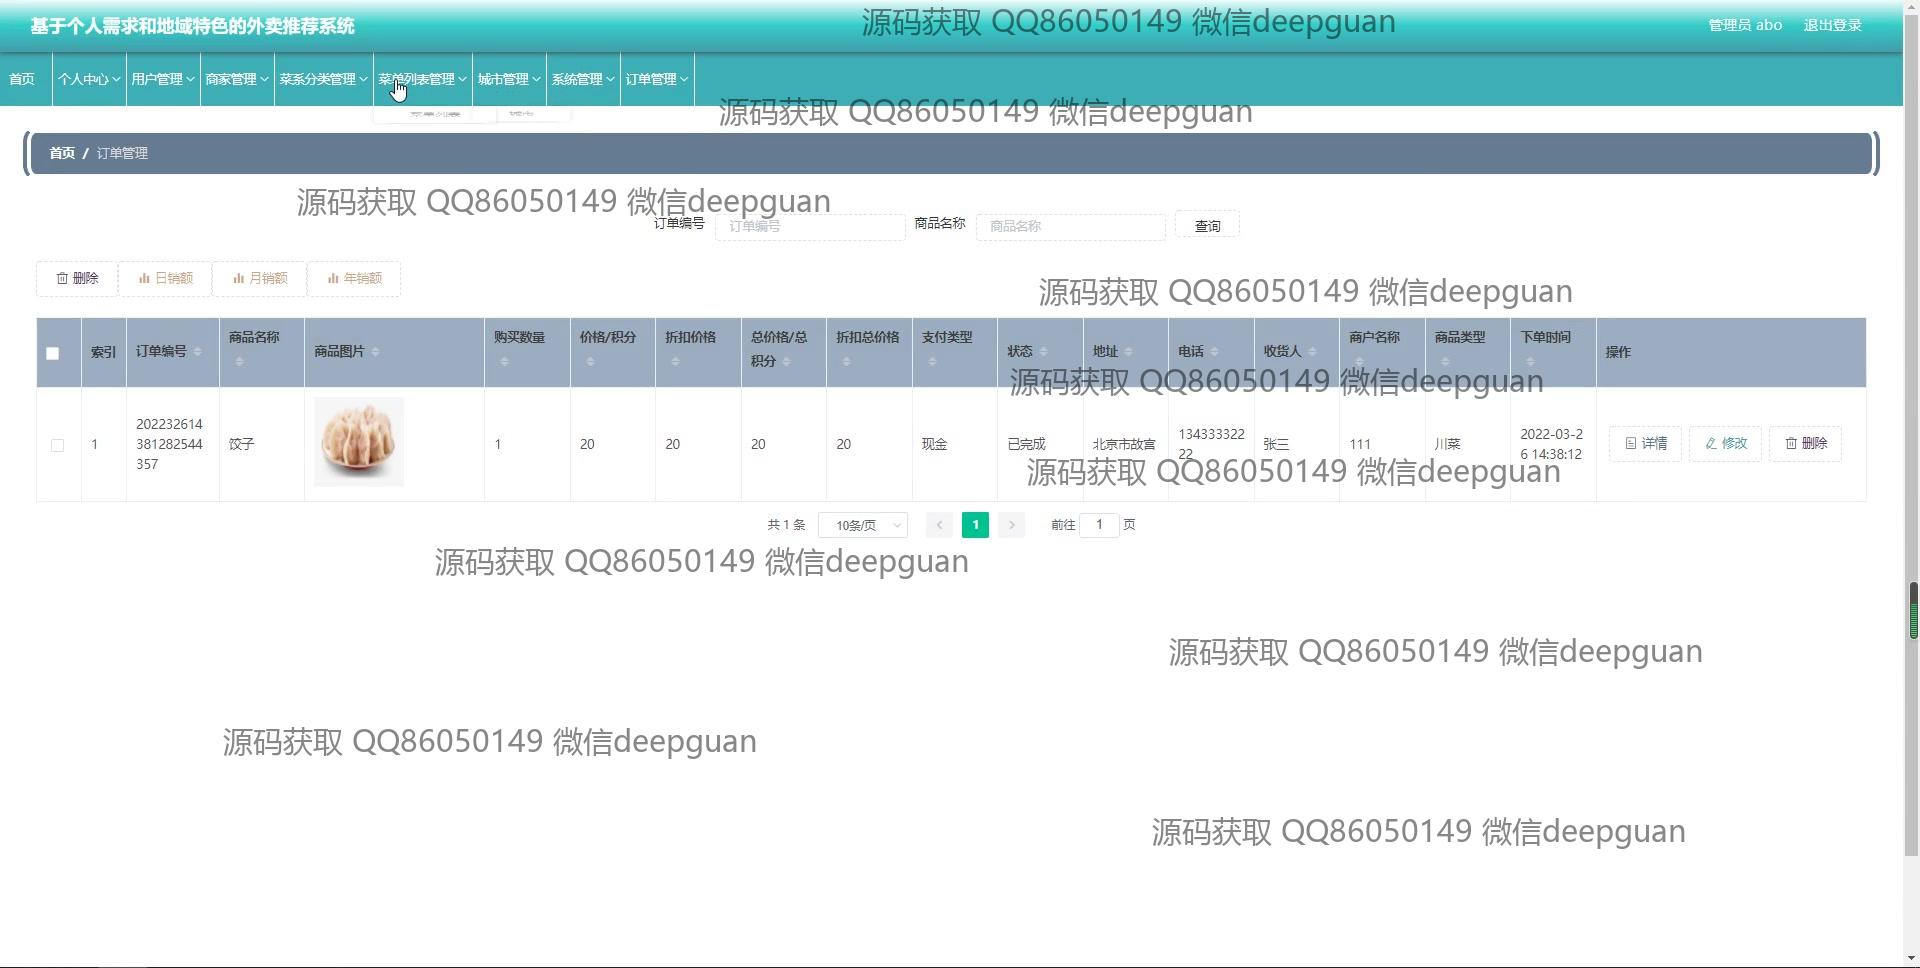 基于个人需求和地域特色的外卖推荐系统
源码获取 QQ86050149 微信deepguan
管理员 abo 退出登录
首页 个人中心 用户管理 商家管理 菜系分类管理 菜单列表管理 城市管理 系统管理 订单管理
源码获取 QQ86050149 微信deepguan
首页 / 订单管理
源码获取 QQ86050149 微信deepguan
订单编号 订单编号 商品名称 商品名称 查询
删除 日销额 月销额 年销额
源码获取 QQ86050149 微信deepguan
索引 订单编号 商品名称 商品图片 购买数量 价格/积分 折扣价格 总价格/总积分 折扣总价格 支付类型 状态 地址 电话 收货人 商户名称 商品类型 下单时间 操作
源码获取 QQ86050149 微信deepguan
1 202232614381282544357 饺子 1 20 20 20 20 现金 已完成 北京市故宫 13433332222 张三 111 川菜 2022-03-26 14:38:12 详情 修改 删除
源码获取 QQ86050149 微信deepguan
共 1 条 10条/页 1 前往 1 页
源码获取 QQ86050149 微信deepguan
源码获取 QQ86050149 微信deepguan
源码获取 QQ86050149 微信deepguan
源码获取 QQ86050149 微信deepguan